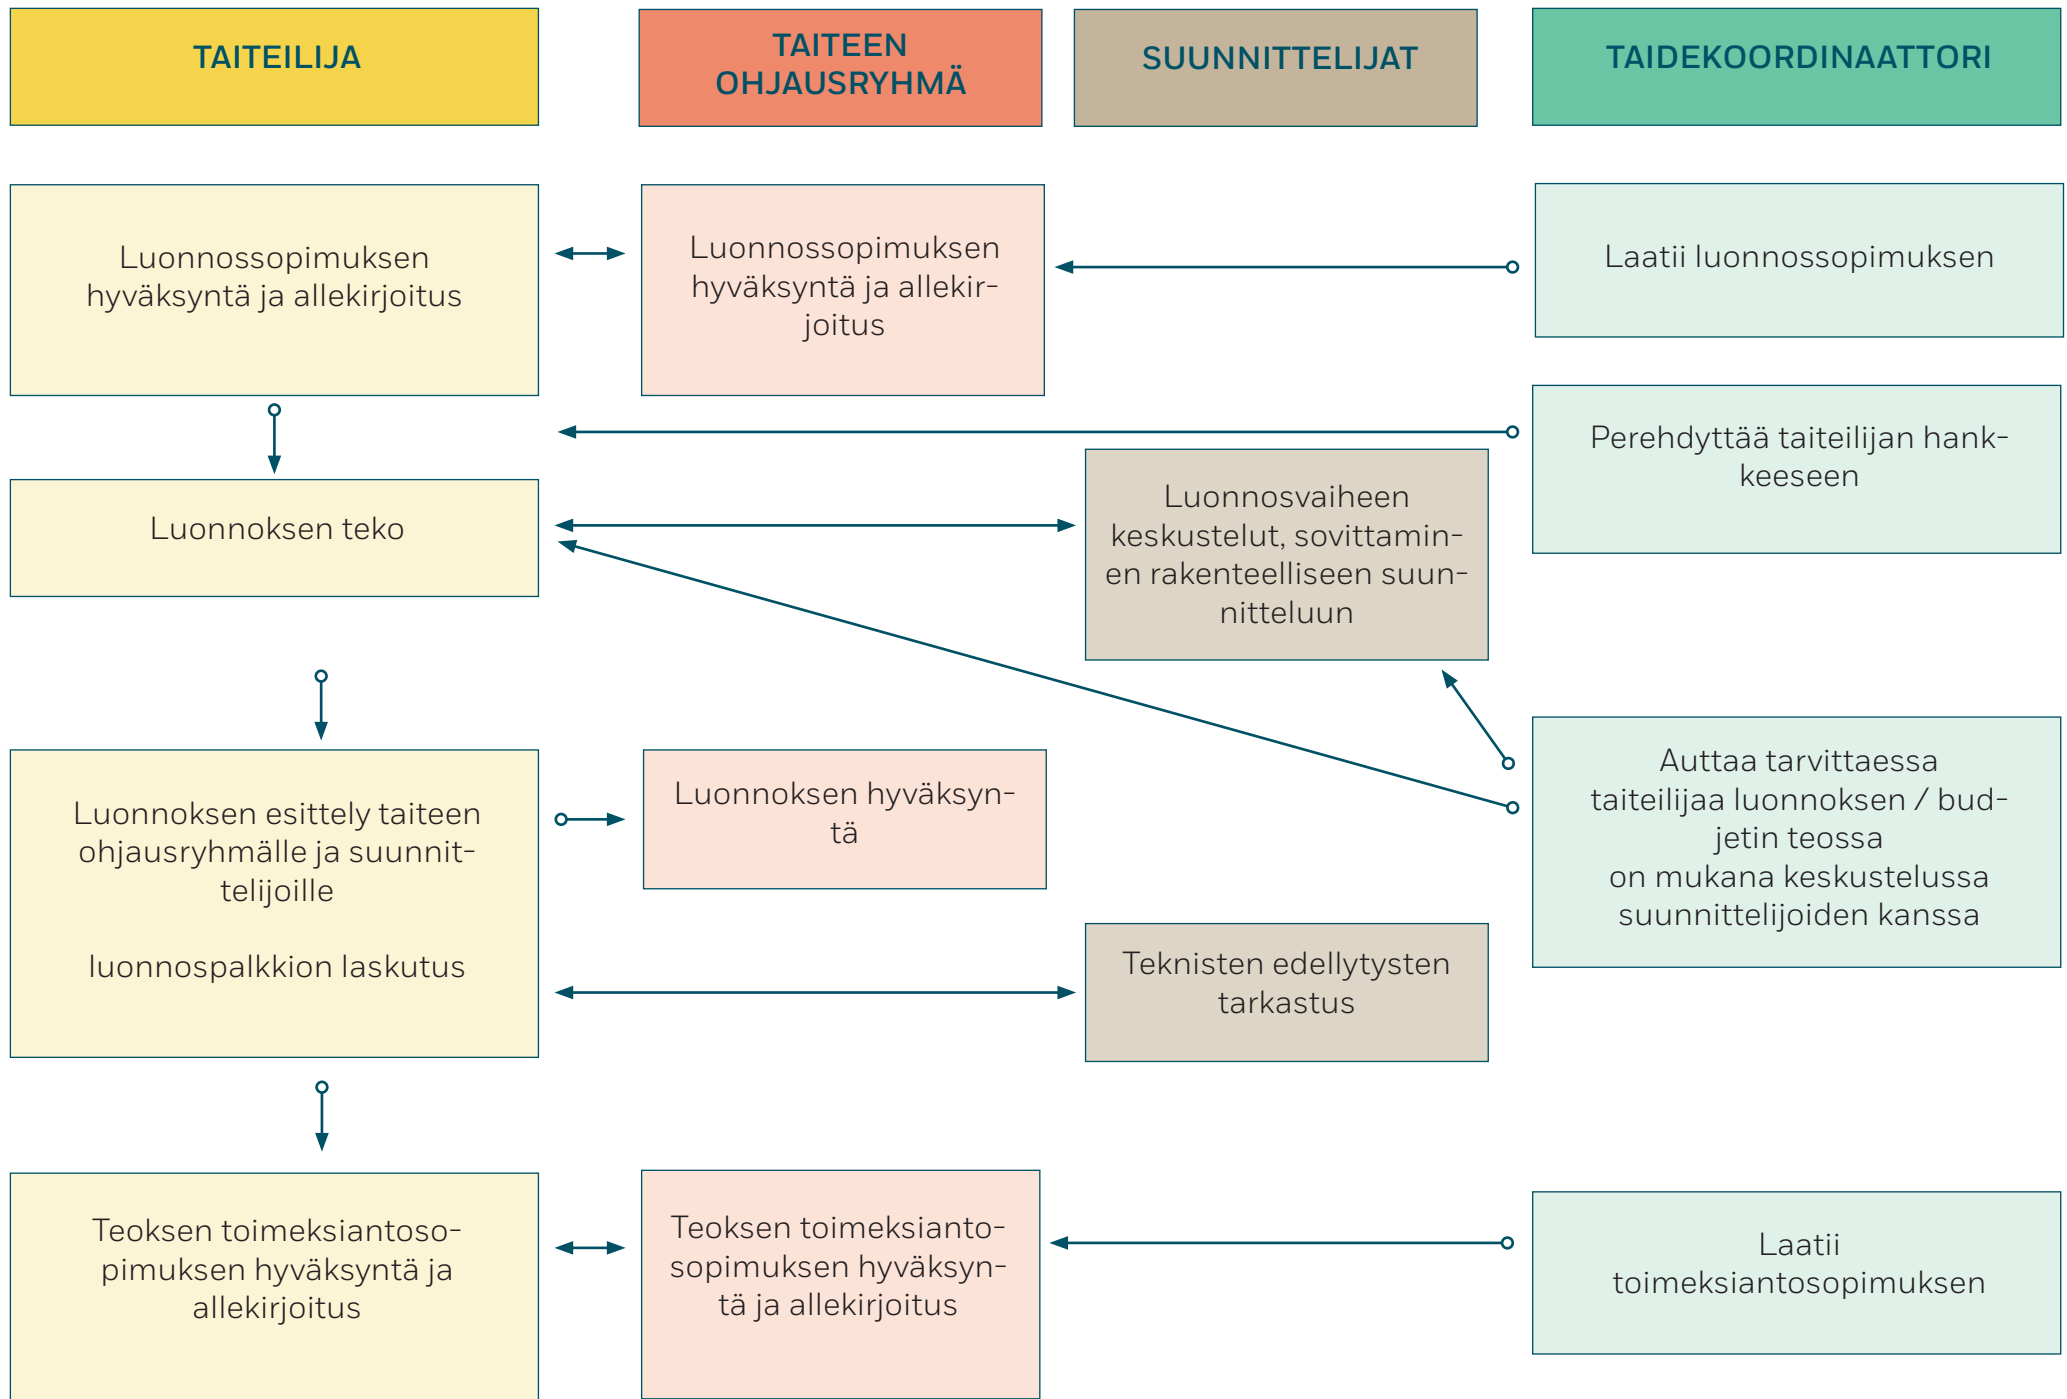 TAITEILIJA
TAITEEN
OHJAUSRYHMÄ
SUUNNITTELIJAT
TAIDEKOORDINAATTORI
Luonnossopimuksen
hyväksyntä ja allekirjoitus
Luonnossopimuksen
hyväksyntä ja allekir-
joitus
Laatii luonnossopimuksen
Perehdyttää taiteilijan hank-
keeseen
Luonnoksen teko
Luonnosvaiheen
keskustelut, sovittamin-
en rakenteelliseen suun-
nitteluun
Auttaa tarvittaessa
taiteilijaa luonnoksen / bud-
jetin teossa
on mukana keskustelussa
suunnittelijoiden kanssa
Luonnoksen esittely taiteen
ohjausryhmälle ja suunnit-
telijoille
luonnospalkkion laskutus
Luonnoksen hyväksyn-
tä
Teknisten edellytysten
tarkastus
Teoksen toimeksiantoso-
pimuksen hyväksyntä ja
allekirjoitus
Teoksen toimeksianto-
sopimuksen hyväksyn-
tä ja allekirjoitus
Laatii
toimeksiantosopimuksen